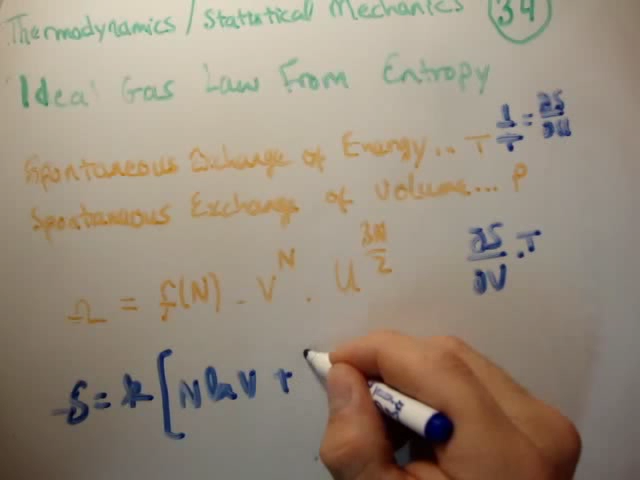 Thermodynamics / Statistical Mechanics 34
Ideal Gas Law From Entropy
Spontaneous Exchange of Energy... T 1/T = ∂S/∂U
Spontaneous Exchange of Volume... P
Ω = f(N) · V^N · U^(3N/2) ∂S/∂V · T
S = k [ N ln V +